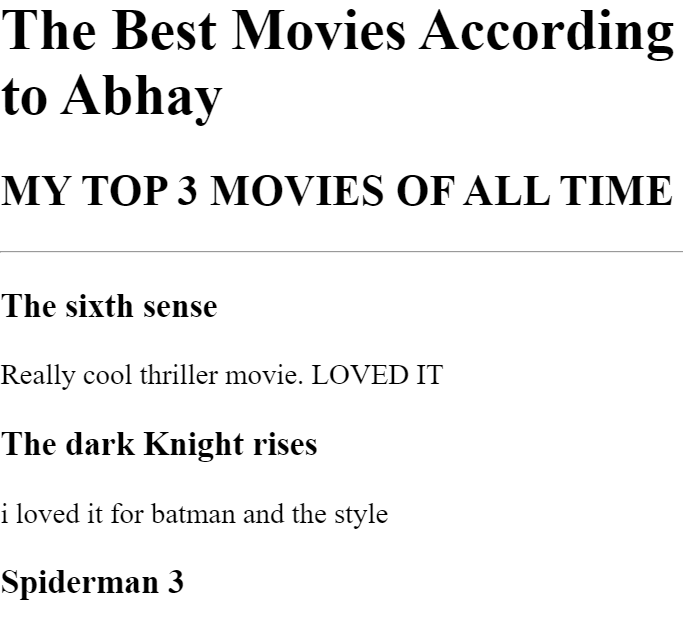 The Best Movies According
to Abhay
MY TOP 3 MOVIES OF ALL TIME
The sixth sense
Really cool thriller movie. LOVED IT
The dark Knight rises
i loved it for batman and the style
Spiderman 3